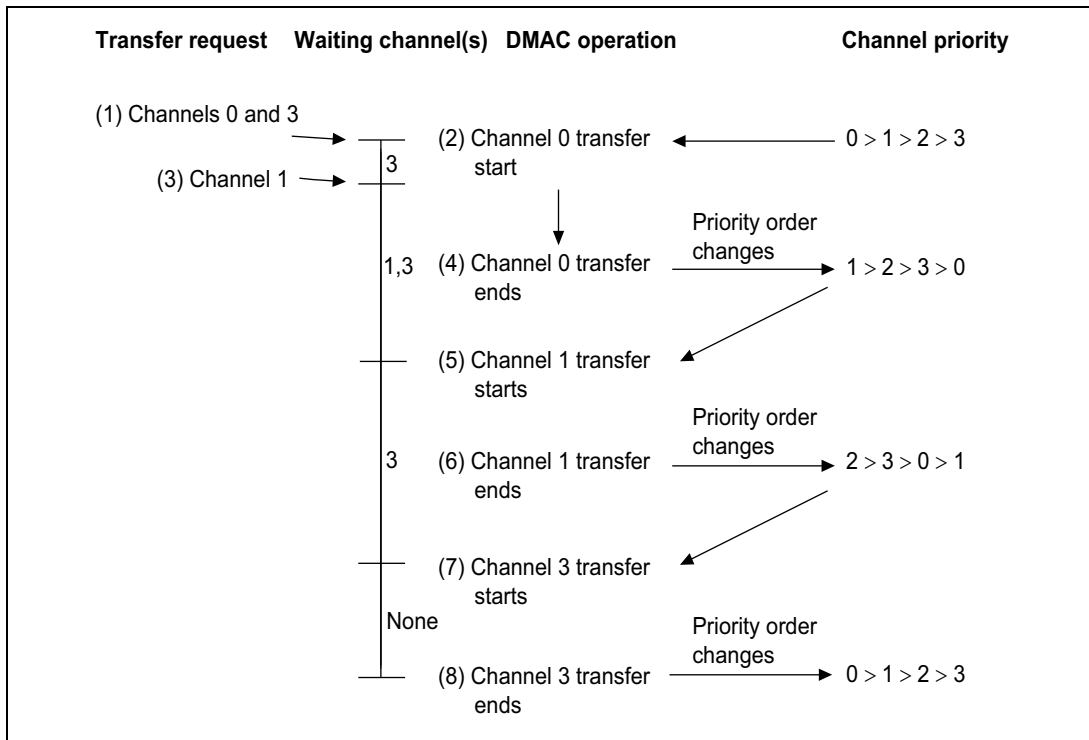 Transfer request Waiting channel(s) DMAC operation Channel priority
(1) Channels 0 and 3
(2) Channel 0 transfer
start
0 > 1 > 2 > 3
3
(3) Channel 1
Priority order
changes
1,3
(4) Channel 0 transfer
ends
1 > 2 > 3 > 0
(5) Channel 1 transfer
starts
Priority order
changes
3
(6) Channel 1 transfer
ends
2 > 3 > 0 > 1
(7) Channel 3 transfer
starts
None
Priority order
changes
(8) Channel 3 transfer
ends
0 > 1 > 2 > 3